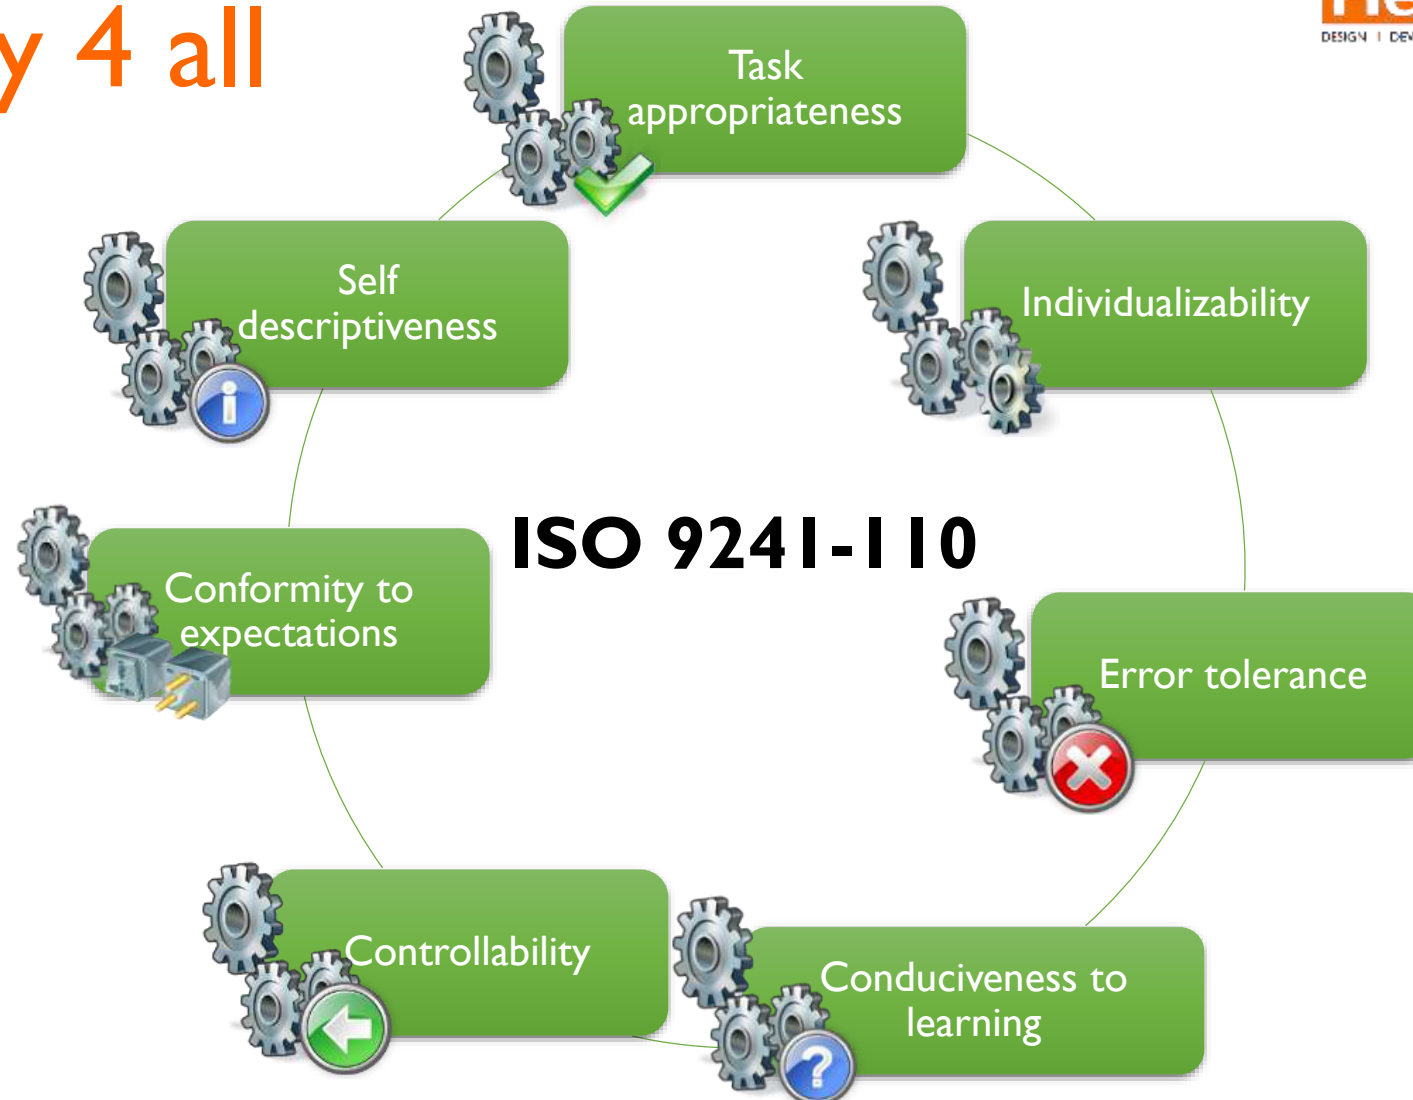 y 4 all
DESIGN | DEV
Task
appropriateness
Self
descriptiveness
Individualizability
ISO 9241-110
Conformity to
expectations
Error tolerance
Controllability
Conduciveness to
learning